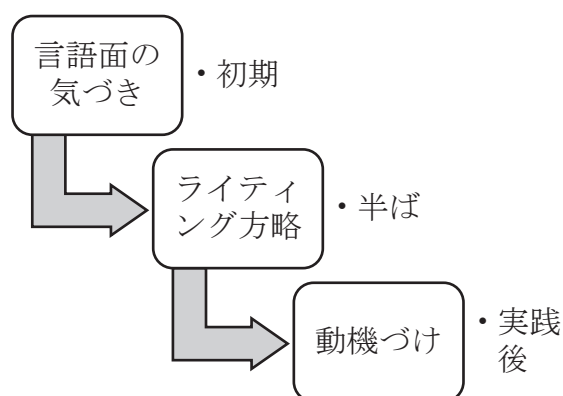 言語面の
気づき
・初期
ライティ
ング方略
・半ば
動機づけ
・実践
後